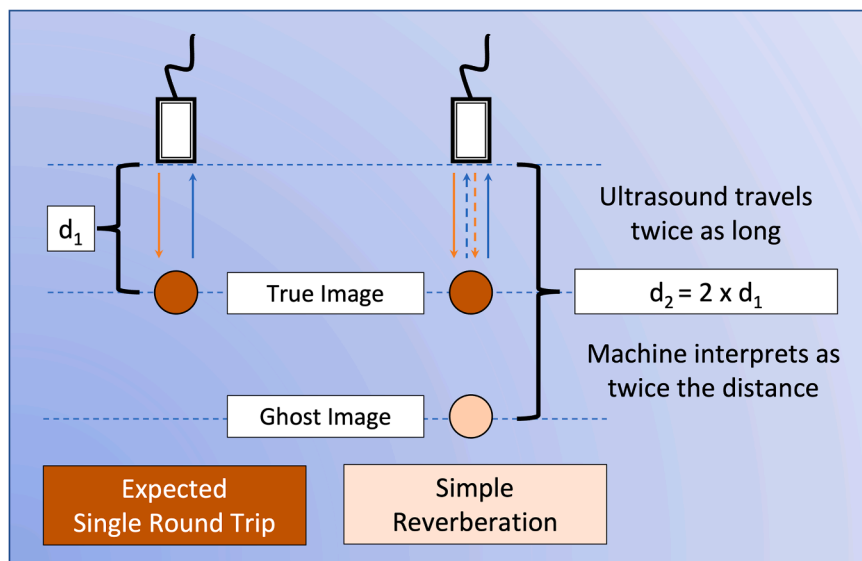 d₁
True Image
Ghost Image
Ultrasound travels
twice as long
d₂ = 2 x d₁
Machine interprets as
twice the distance
Expected
Single Round Trip
Simple
Reverberation